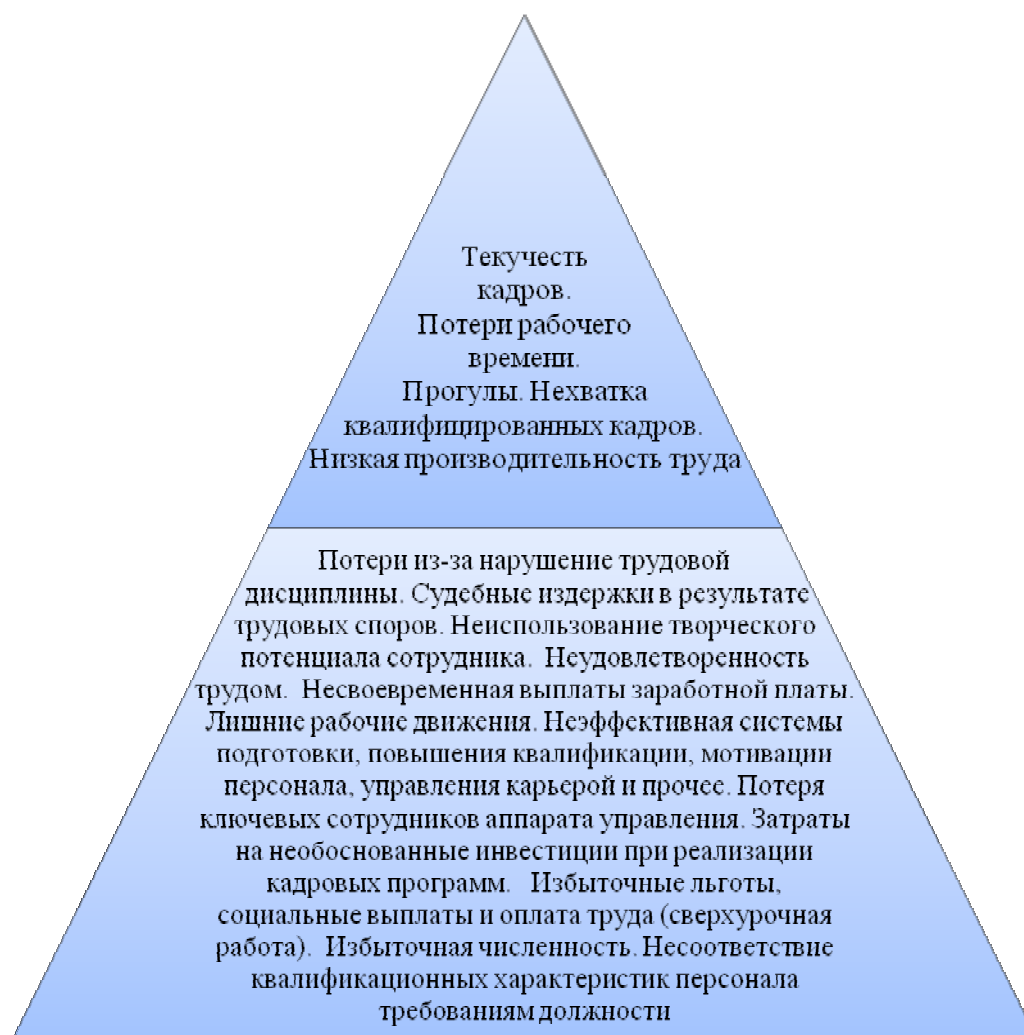 Текучесть
кадров.
Потери рабочего
времени.
Прогулы. Нехватка
квалифицированных кадров.
Низкая производительность труда
Потери из-за нарушение трудовой
дисциплины. Судебные издержки в результате
трудовых споров. Неиспользование творческого
потенциала сотрудника. Неудовлетворенность
трудом. Несвоевременная выплаты заработной платы.
Лишние рабочие движения. Неэффективная системы
подготовки, повышения квалификации, мотивации
персонала, управления карьерой и прочее. Потеря
ключевых сотрудников аппарата управления. Затраты
на необоснованные инвестиции при реализации
кадровых программ. Избыточные льготы,
социальные выплаты и оплата труда (сверхурочная
работа). Избыточная численность. Несоответствие
квалификационных характеристик персонала
требованиям должности